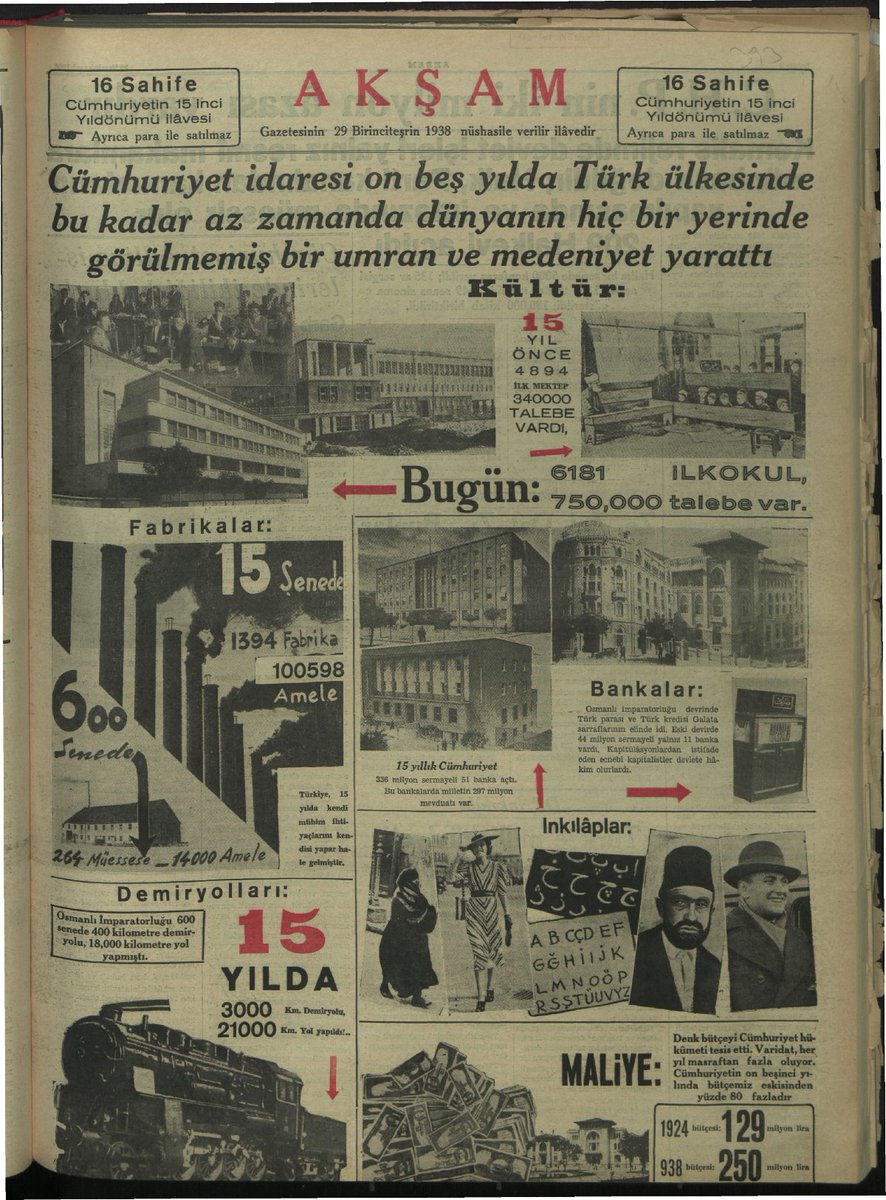 393
16 Sahife
Cümhuriyetin 15 inci
Yıldönümü ilâvesi
Ayrıca para ile satılmaz
AKŞAM
Gazetesinin 29 Birinciteşrin 1938 nüshasile verilir ilâvedir
16 Sahife
Cümhuriyetin 15 inci
Yıldönümü ilâvesi
Ayrıca para ile satılmaz
Cümhuriyet idaresi on beş yılda Türk ülkesinde
bu kadar az zamanda dünyanın hiç bir yerinde
görülmemiş bir umran ve medeniyet yarattı
Kültür:
15
YIL
ÖNCE
4894
İLK MEKTEP
340000
TALEBE
VARDI,
Bugün:
6181 İLKOKUL,
750,000 talebe var.
Fabrikalar:
15 Şenede
1394 Fabrika
100598
Amele
600
Senede
264 Müessese _ 14000 Amele
Türkiye, 15
yılda kendi
mühim ihti-
yaçlarını ken-
disi yapar ha-
le gelmiştir.
Bankalar:
Osmanlı imparatorluğu devrinde
Türk parası ve Türk kredisi Galata
sarraflarının elinde idi. Eski devirde
44 milyon sermayeli yalnız 11 banka
vardı. Kapitülâsyonlardan istifade
eden ecnebi kapitalistler devlete hâ-
kim olurlardı.
15 yıllık Cümhuriyet
336 milyon sermayeli 51 banka açtı.
Bu bankalarda milletin 297 milyon
mevduatı var.
Demiryolları:
Osmanlı İmparatorluğu 600
senede 400 kilometre demir-
yolu, 18,000 kilometre yol
yapmıştı.
15
YILDA
3000 Km. Demiryolu,
21000 Km. Yol yapıldı!..
Inkılâplar:
A B C Ç D E F
G Ğ H İ I J K
L M N O Ö P
R S Ş T U Ü V Y Z
MALİYE:
Denk bütçeyi Cümhuriyet hü-
kûmeti tesis etti. Varidat, her
yıl masraftan fazla oluyor.
Cümhuriyetin on beşinci yı-
lında bütçemiz eskisinden
yüzde 80 fazladır
1924 bütçesi: 129 milyon lira
938 bütçesi: 250 milyon lira